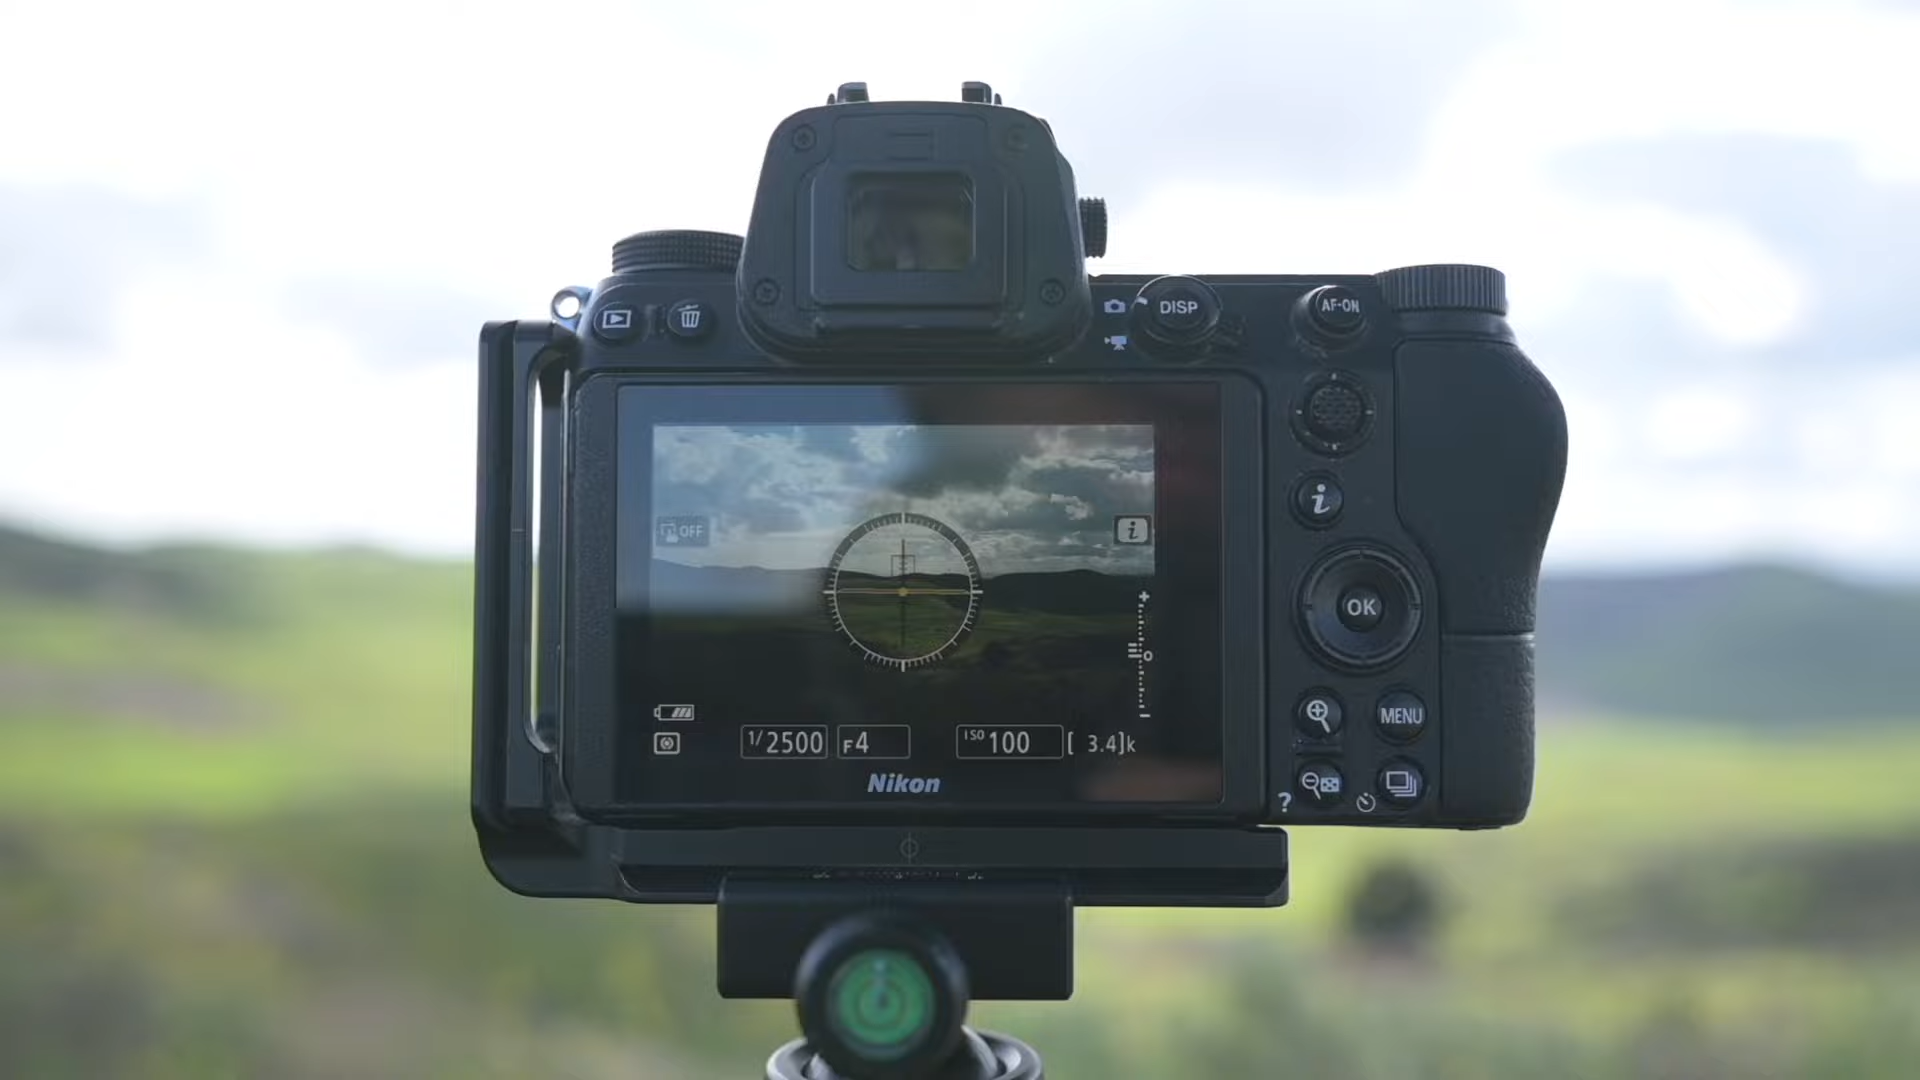 DISP
AF-ON
OFF
i
i
OK
MENU
1/2500 F4 ISO 100 [ 3.4]k
Nikon
?